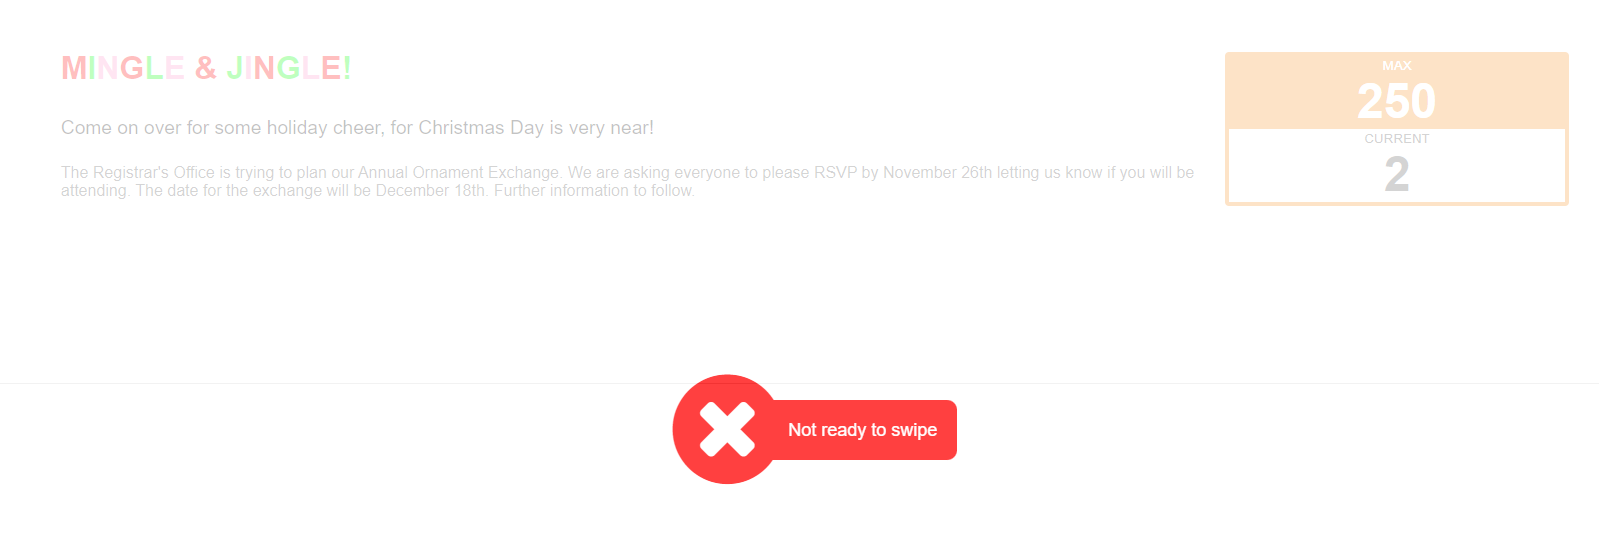 MINGLE & JINGLE!
Come on over for some holiday cheer, for Christmas Day is very near!
The Registrar's Office is trying to plan our Annual Ornament Exchange. We are asking everyone to please RSVP by November 26th letting us know if you will be
attending. The date for the exchange will be December 18th. Further information to follow.
MAX
250
CURRENT
2
Not ready to swipe